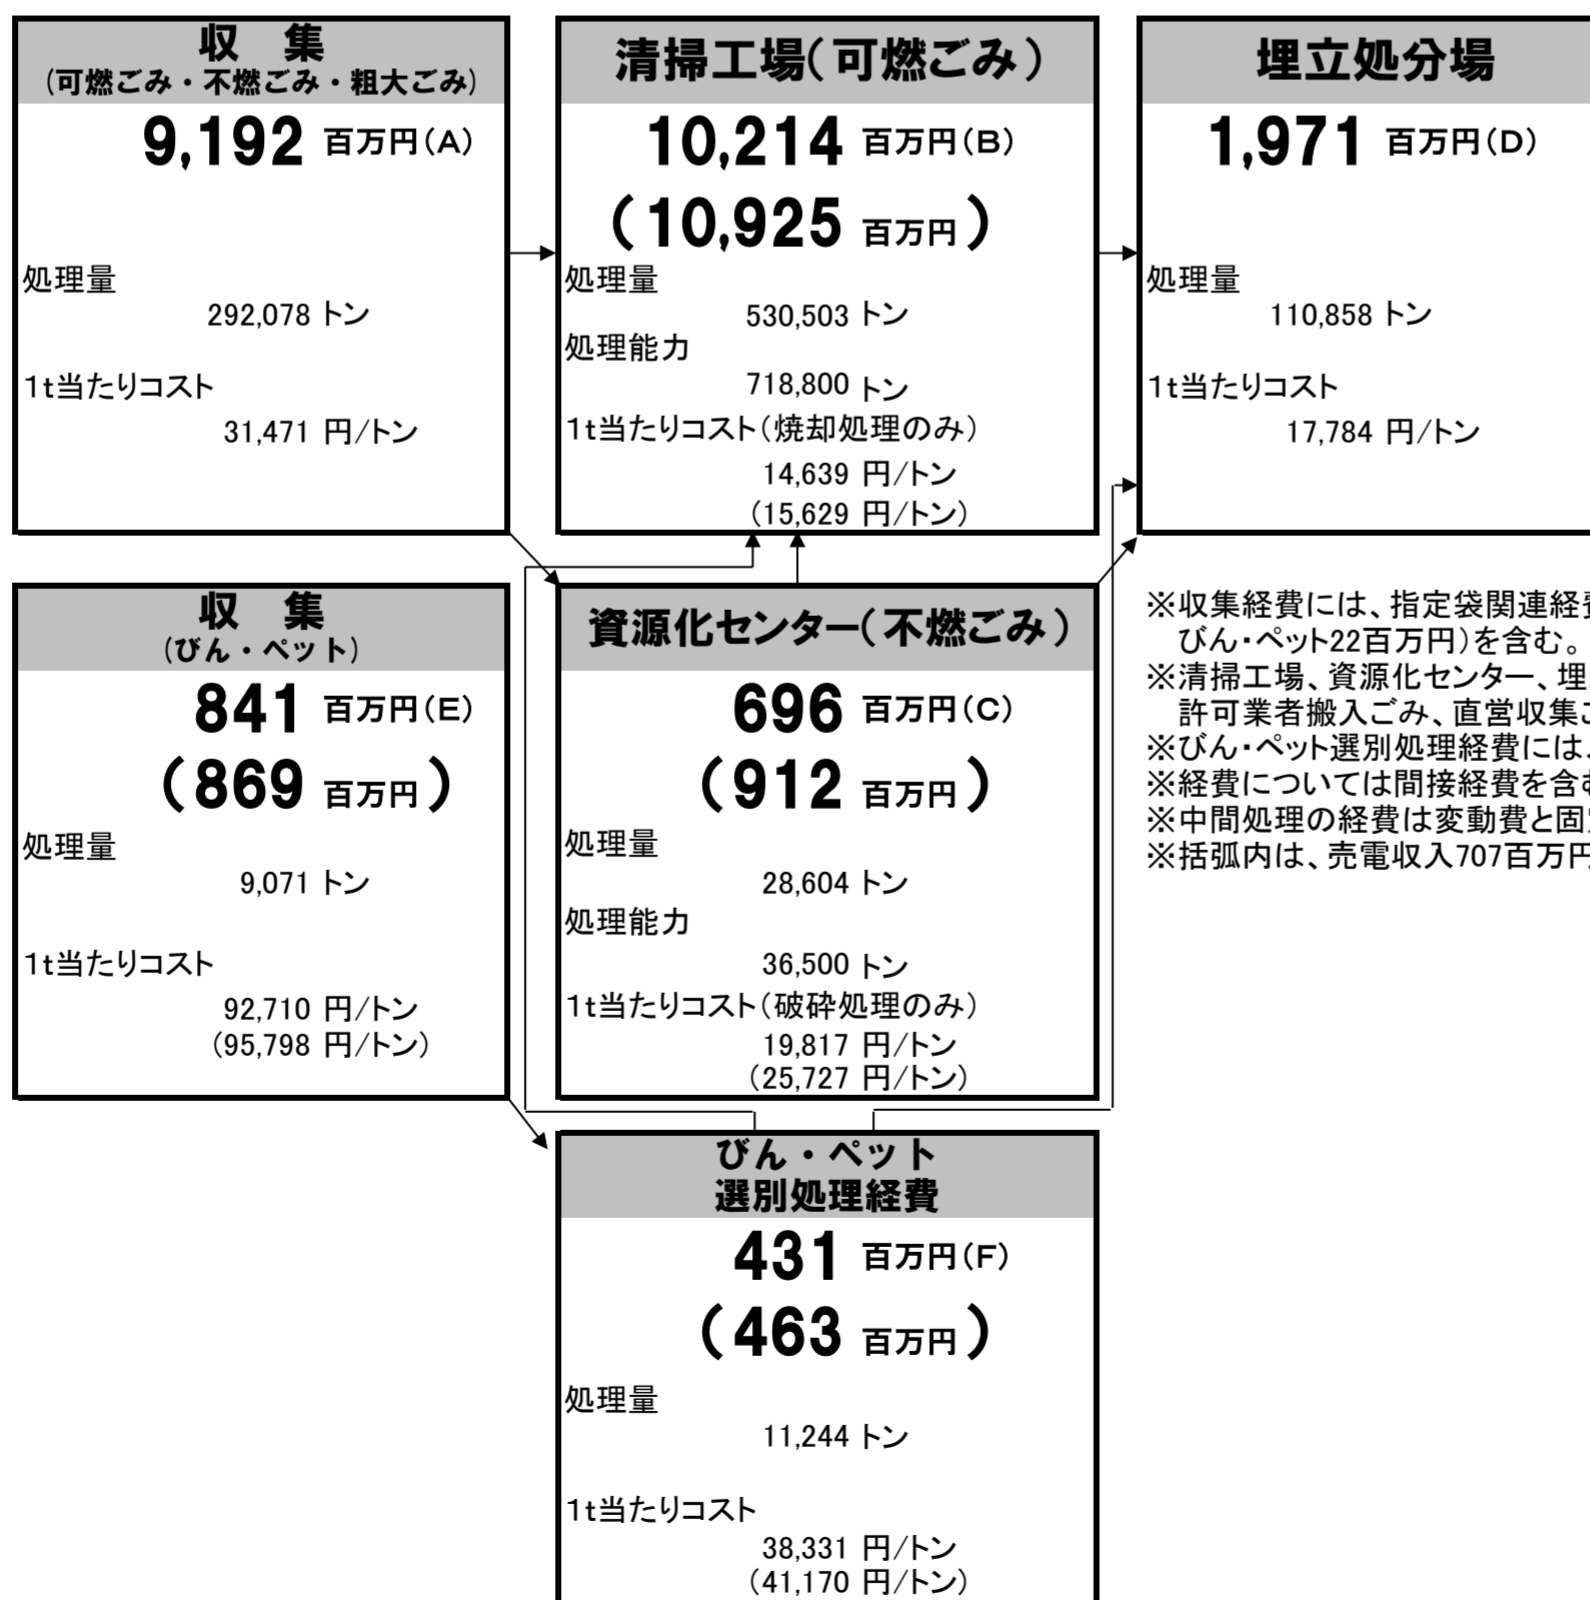 収 集
(可燃ごみ・不燃ごみ・粗大ごみ)
9,192 百万円(A)
処理量
292,078 トン
1t当たりコスト
31,471 円/トン
清掃工場(可燃ごみ)
10,214 百万円(B)
(10,925 百万円)
処理量
530,503 トン
処理能力
718,800 トン
1t当たりコスト(焼却処理のみ)
14,639 円/トン
(15,629 円/トン)
埋立処分場
1,971 百万円(D)
処理量
110,858 トン
1t当たりコスト
17,784 円/トン
収 集
(びん・ペット)
841 百万円(E)
(869 百万円)
処理量
9,071 トン
1t当たりコスト
92,710 円/トン
(95,798 円/トン)
資源化センター(不燃ごみ)
696 百万円(C)
(912 百万円)
処理量
28,604 トン
処理能力
36,500 トン
1t当たりコスト(破砕処理のみ)
19,817 円/トン
(25,727 円/トン)
※収集経費には、指定袋関連経費
びん・ペット22百万円)を含む。
※清掃工場、資源化センター、埋
許可業者搬入ごみ、直営収集
※びん・ペット選別処理経費には、
※経費については間接経費を含
※中間処理の経費は変動費と固
※括弧内は、売電収入707百万円
びん・ペット
選別処理経費
431 百万円(F)
(463 百万円)
処理量
11,244 トン
1t当たりコスト
38,331 円/トン
(41,170 円/トン)